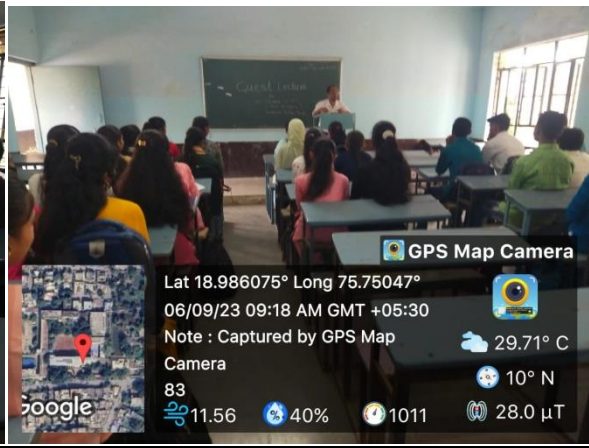 Guest Lecture
GPS Map Camera
Lat 18.986075° Long 75.75047°
06/09/23 09:18 AM GMT +05:30
Note : Captured by GPS Map
Camera
83
11.56
40%
1011
29.71° C
10° N
28.0 µT
Google